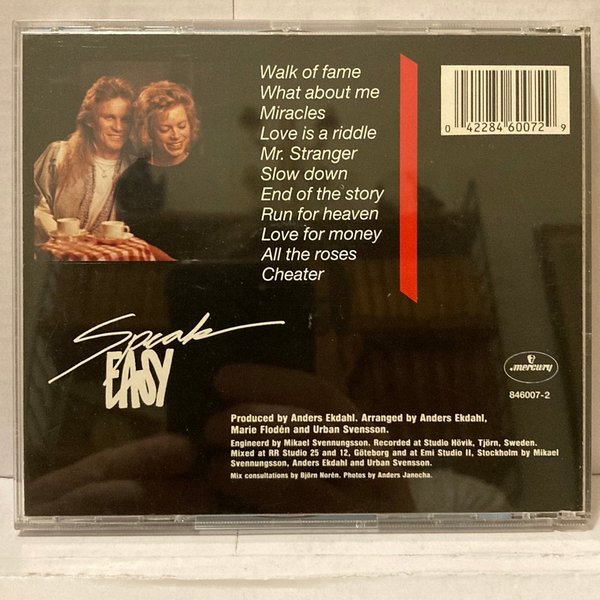 Walk of fame
What about me
Miracles
Love is a riddle
Mr. Stranger
Slow down
End of the story
Run for heaven
Love for money
All the roses
Cheater
0 42284 60072 9
Speak
EASY
mercury
846007-2
Produced by Anders Ekdahl. Arranged by Anders Ekdahl,
Marie Flodén and Urban Svensson.
Engineerd by Mikael Svennungsson. Recorded at Studio Hövik, Tjörn, Sweden.
Mixed at RR Studio 25 and 12, Göteborg and at Emi Studio II, Stockholm by Mikael
Svennungsson, Anders Ekdahl and Urban Svensson.
Mix consultations by Björn Norén. Photos by Anders Janecha.